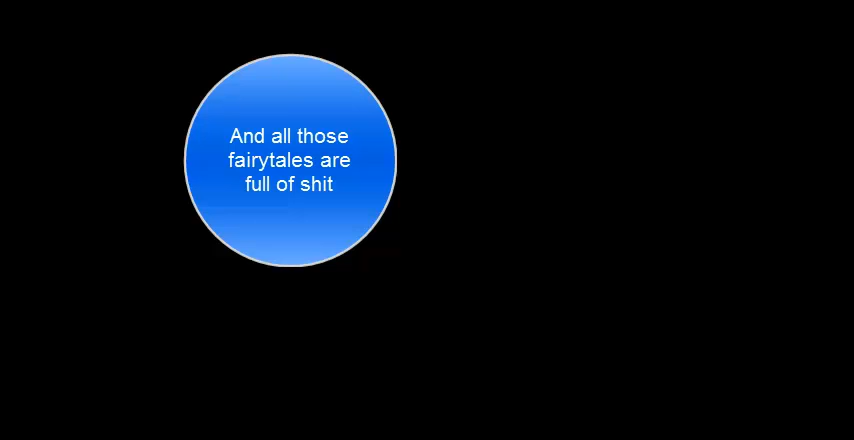 And all those
fairytales are
full of shit